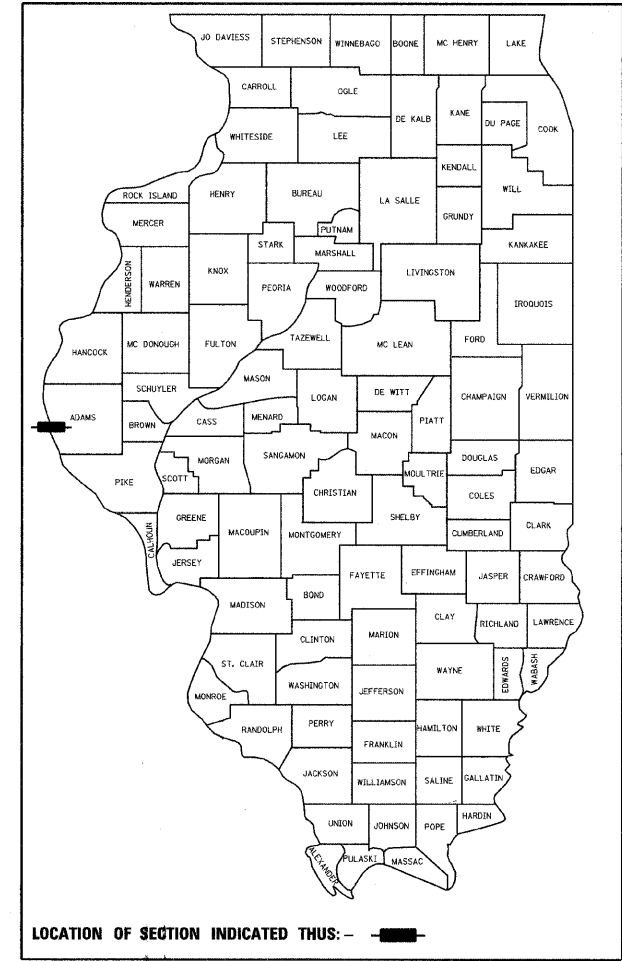 JO DAVIESS STEPHENSON WINNEBAGO BOONE MC HENRY LAKE
CARROLL OGLE DE KALB KANE DU PAGE COOK
WHITESIDE LEE
KENDALL WILL
ROCK ISLAND HENRY BUREAU LA SALLE GRUNDY
MERCER PUTNAM
STARK MARSHALL KANKAKEE
HENDERSON WARREN KNOX PEORIA WOODFORD LIVINGSTON IROQUOIS
HANCOCK MC DONOUGH FULTON TAZEWELL MC LEAN FORD
SCHUYLER MASON
ADAMS BROWN CASS MENARD LOGAN DE WITT PIATT CHAMPAIGN VERMILION
MACON
PIKE SCOTT MORGAN SANGAMON MOULTRIE DOUGLAS EDGAR
CHRISTIAN COLES
CALHOUN GREENE MACOUPIN MONTGOMERY SHELBY CUMBERLAND CLARK
JERSEY FAYETTE EFFINGHAM JASPER CRAWFORD
MADISON BOND
CLAY RICHLAND LAWRENCE
CLINTON MARION
ST. CLAIR WAYNE EDWARDS WABASH
MONROE WASHINGTON JEFFERSON
RANDOLPH PERRY HAMILTON WHITE
FRANKLIN
JACKSON WILLIAMSON SALINE GALLATIN
UNION JOHNSON POPE HARDIN
ALEXANDER PULASKI MASSAC
LOCATION OF SECTION INDICATED THUS: -